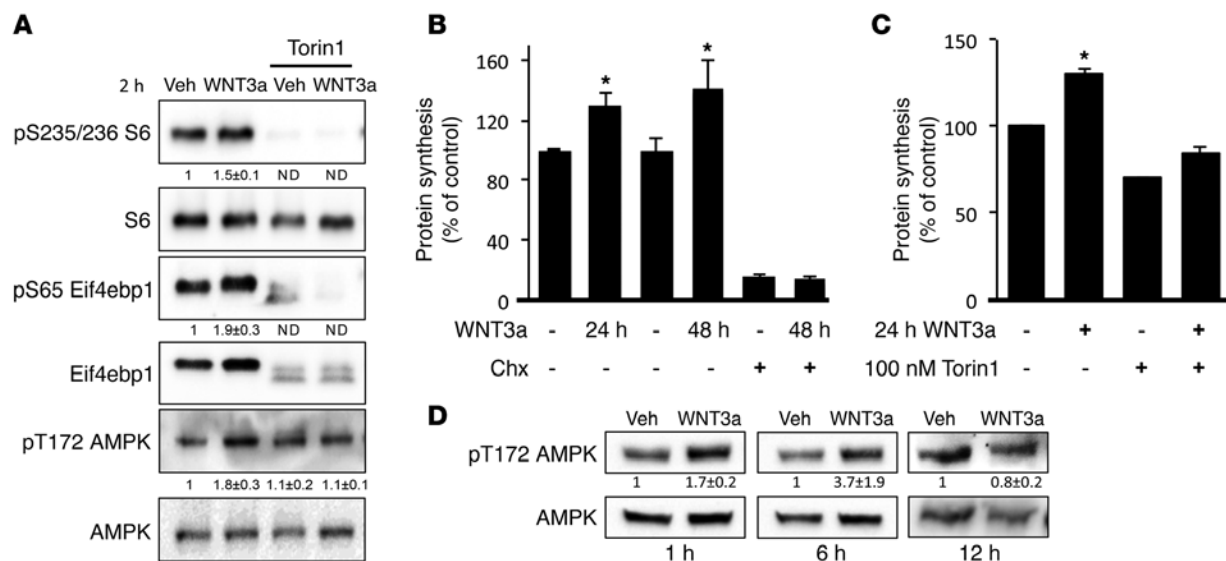 A
Torin1
2 h
Veh WNT3a Veh WNT3a
pS235/236 S6
1 1.5±0.1 ND ND
S6
pS65 Eif4ebp1
1 1.9±0.3 ND ND
Eif4ebp1
pT172 AMPK
1 1.8±0.3 1.1±0.2 1.1±0.1
AMPK
B
Protein synthesis
(% of control)
160
120
80
40
0
* *
WNT3a - 24 h - 48 h - 48 h
Chx - - - - + +
C
Protein synthesis
(% of control)
150
100
50
0
*
24 h WNT3a - + - +
100 nM Torin1 - - + +
D
Veh WNT3a Veh WNT3a Veh WNT3a
pT172 AMPK
1 1.7±0.2 1 3.7±1.9 1 0.8±0.2
AMPK
1 h 6 h 12 h